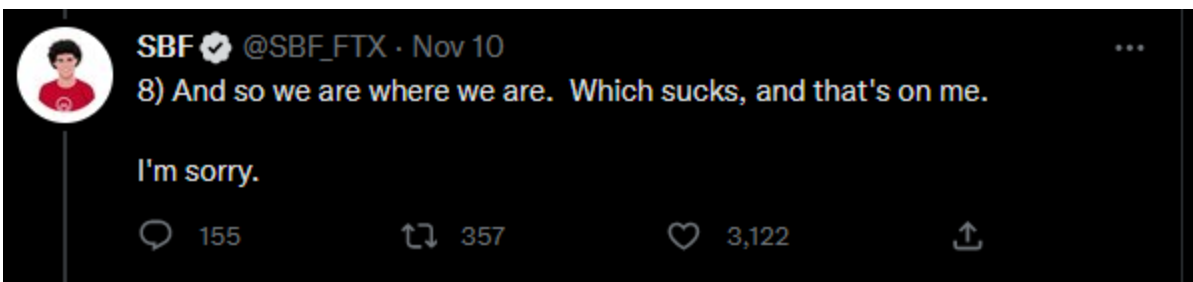 SBF @SBF_FTX · Nov 10
8) And so we are where we are.  Which sucks, and that's on me.
I'm sorry.
155 357 3,122